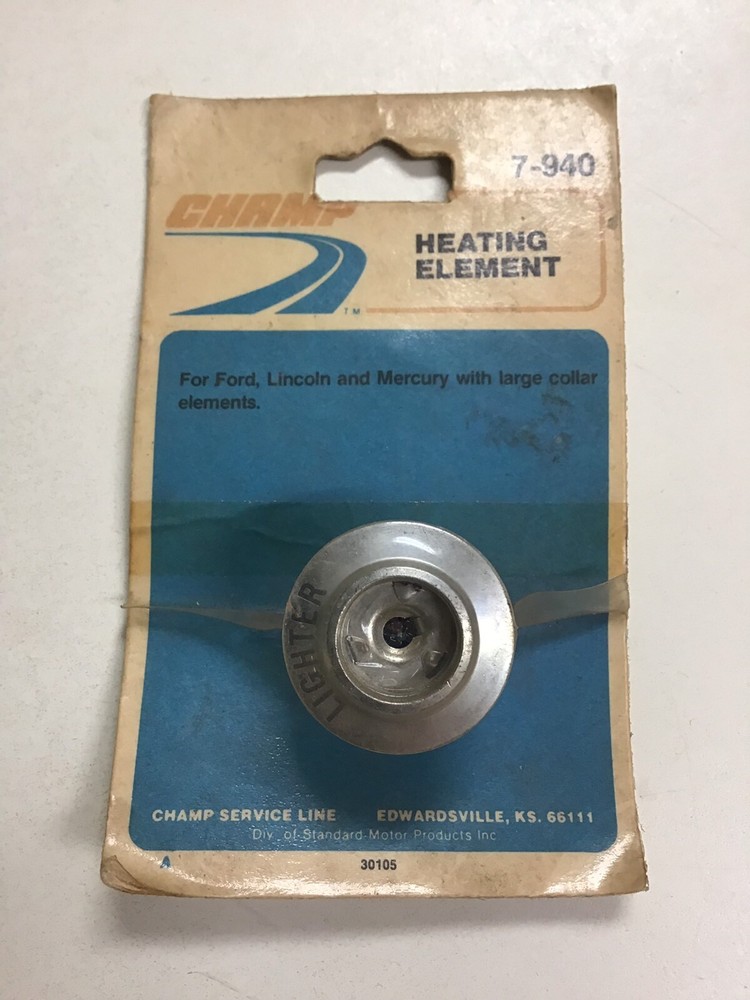 7-940
CHAMP
TM
HEATING
ELEMENT
For Ford, Lincoln and Mercury with large collar
elements.
LIGHTER
CHAMP SERVICE LINE EDWARDSVILLE, KS. 66111
Div. of Standard Motor Products Inc
A
30105